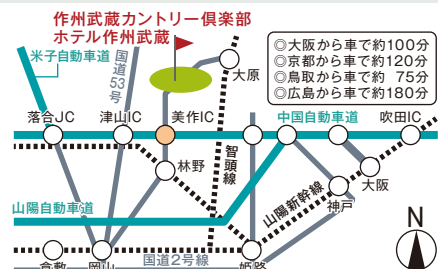 作州武蔵カントリー倶楽部
ホテル作州武蔵
米子自動車道
国道53号
大原
◎大阪から車で約100分
◎京都から車で約120分
◎鳥取から車で約 75分
◎広島から車で約180分
落合JC
津山IC
美作IC
中国自動車道
吹田IC
林野
智頭線
大阪
山陽自動車道
山陽新幹線
神戸
N
国道2号線
倉敷
岡山
姫路